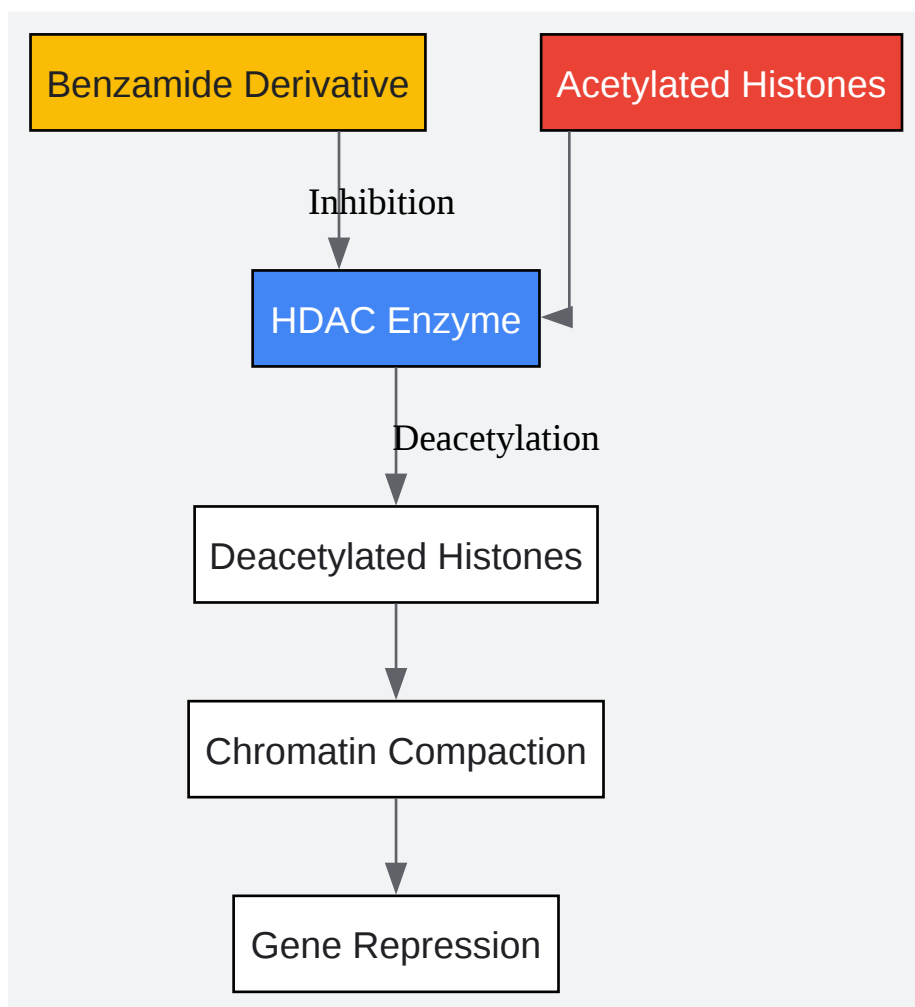 Benzamide Derivative
Acetylated Histones
Inhibition
HDAC Enzyme
Deacetylation
Deacetylated Histones
Chromatin Compaction
Gene Repression